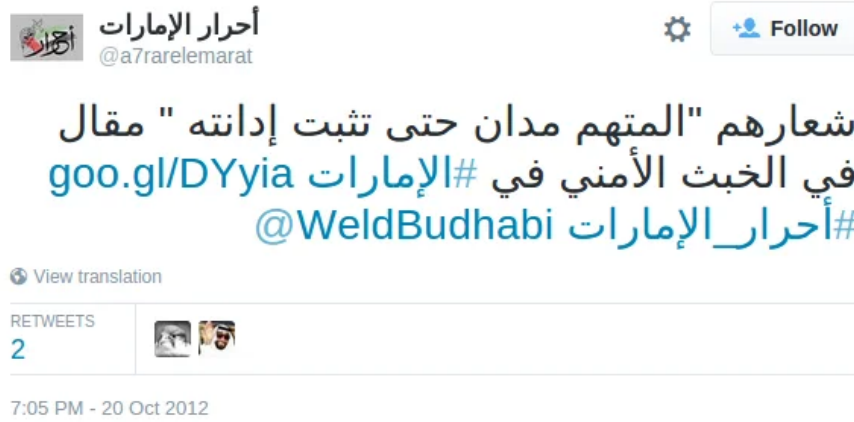 أحرار الإمارات
@a7rarelemarat
Follow
شعارهم "المتهم مدان حتى تثبت إدانته " مقال
في الخبث الأمني في #الإمارات goo.gl/DYyia
#أحرار_الإمارات @WeldBudhabi
View translation
RETWEETS
2
7:05 PM - 20 Oct 2012